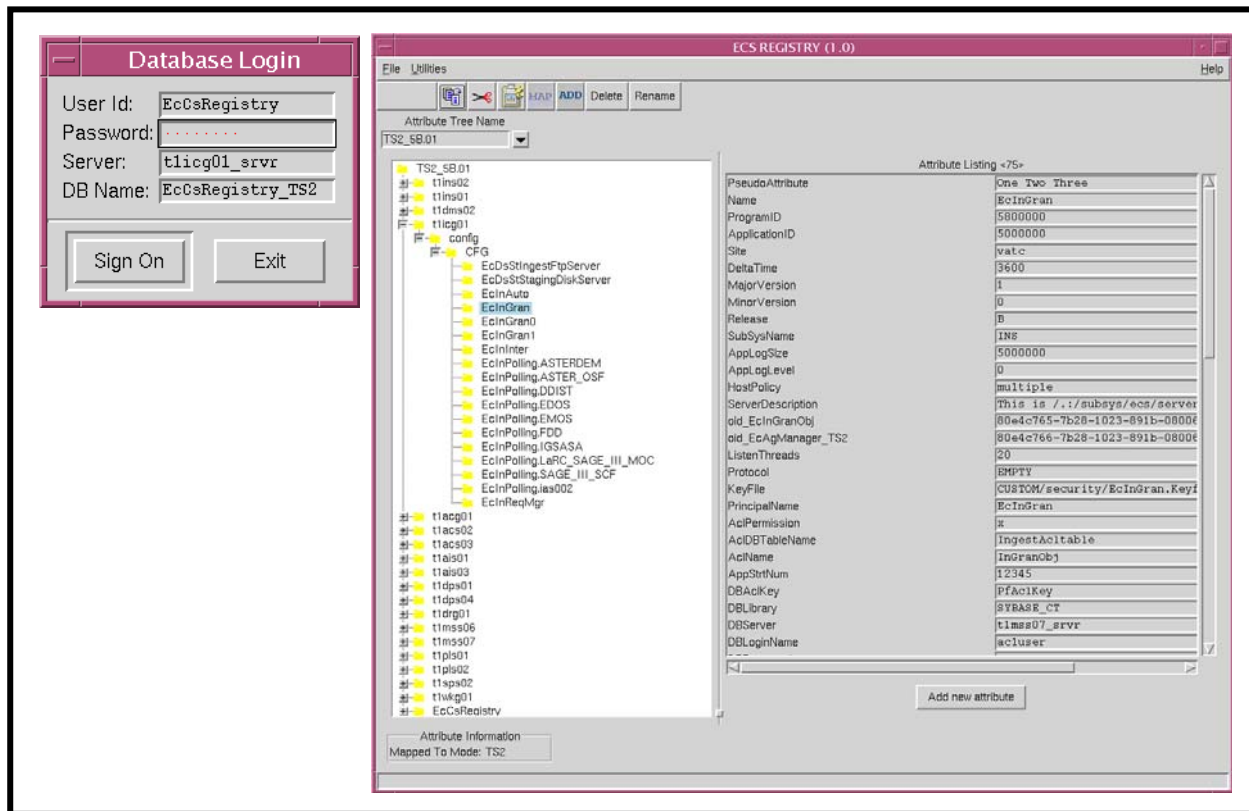 Database Login
User Id: EcCsRegistry
Password: ........
Server: t1icg01_srvr
DB Name: EcCsRegistry_TS2
Sign On Exit
ECS REGISTRY (1.0)
File Utilities Help
MAP ADD Delete Rename
Attribute Tree Name
TS2_5B.01
TS2_5B.01
t1ins02
t1ins01
t1dms02
t1icg01
config
CFG
EcDsStIngestFtpServer
EcDsStStagingDiskServer
EcInAuto
EcInGran
EcInGran0
EcInGran1
EcInInter
EcInPolling.ASTERDEM
EcInPolling.ASTER_OSF
EcInPolling.DDIST
EcInPolling.EDOS
EcInPolling.EMOS
EcInPolling.FDD
EcInPolling.IGSASA
EcInPolling.LaRC_SAGE_III_MOC
EcInPolling.SAGE_III_SCF
EcInPolling.ias002
EcInReqMgr
t1acg01
t1acs02
t1acs03
t1ais01
t1ais03
t1dps01
t1dps04
t1drg01
t1mss06
t1mss07
t1pls01
t1pls02
t1sps02
t1wkg01
EcCsRegistry
Attribute Information
Mapped To Mode: TS2
Attribute Listing <75>
PseudoAttribute One Two Three
Name EcInGran
ProgramID 5800000
ApplicationID 5000000
Site vatc
DeltaTime 3600
MajorVersion 1
MinorVersion 0
Release B
SubSysName INS
AppLogSize 5000000
AppLogLevel 0
HostPolicy multiple
ServerDescription This is /.:/subsys/ecs/server
oid_EcInGranObj 80e4c765-7b28-1023-891b-08006
oid_EcAgManager_TS2 80e4c766-7b28-1023-891b-08006
ListenThreads 20
Protocol EMPTY
KeyFile CUSTOM/security/EcInGran.Keyf
PrincipalName EcInGran
AclPermission x
AclDBTableName IngestAcltable
AclName InGranObj
AppStrtNum 12345
DBAclKey PfAclKey
DBLibrary SYBASE_CT
DBServer t1mss07_srvr
DBLoginName acluser
Add new attribute